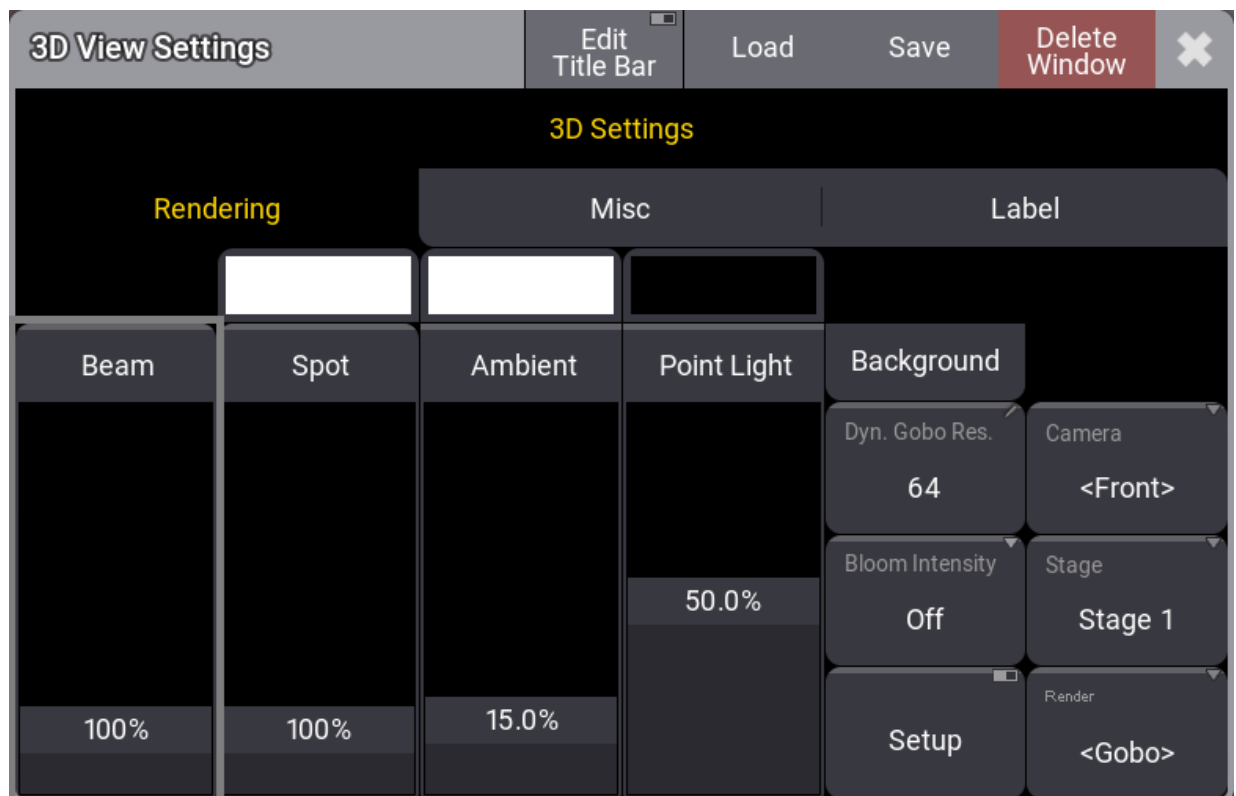 3D View Settings
Edit
Title Bar
Load
Save
Delete
Window
3D Settings
Rendering
Misc
Label
Beam
Spot
Ambient
Point Light
Background
Dyn. Gobo Res.
64
Camera
<Front>
Bloom Intensity
Off
Stage
Stage 1
50.0%
100%
100%
15.0%
Setup
Render
<Gobo>